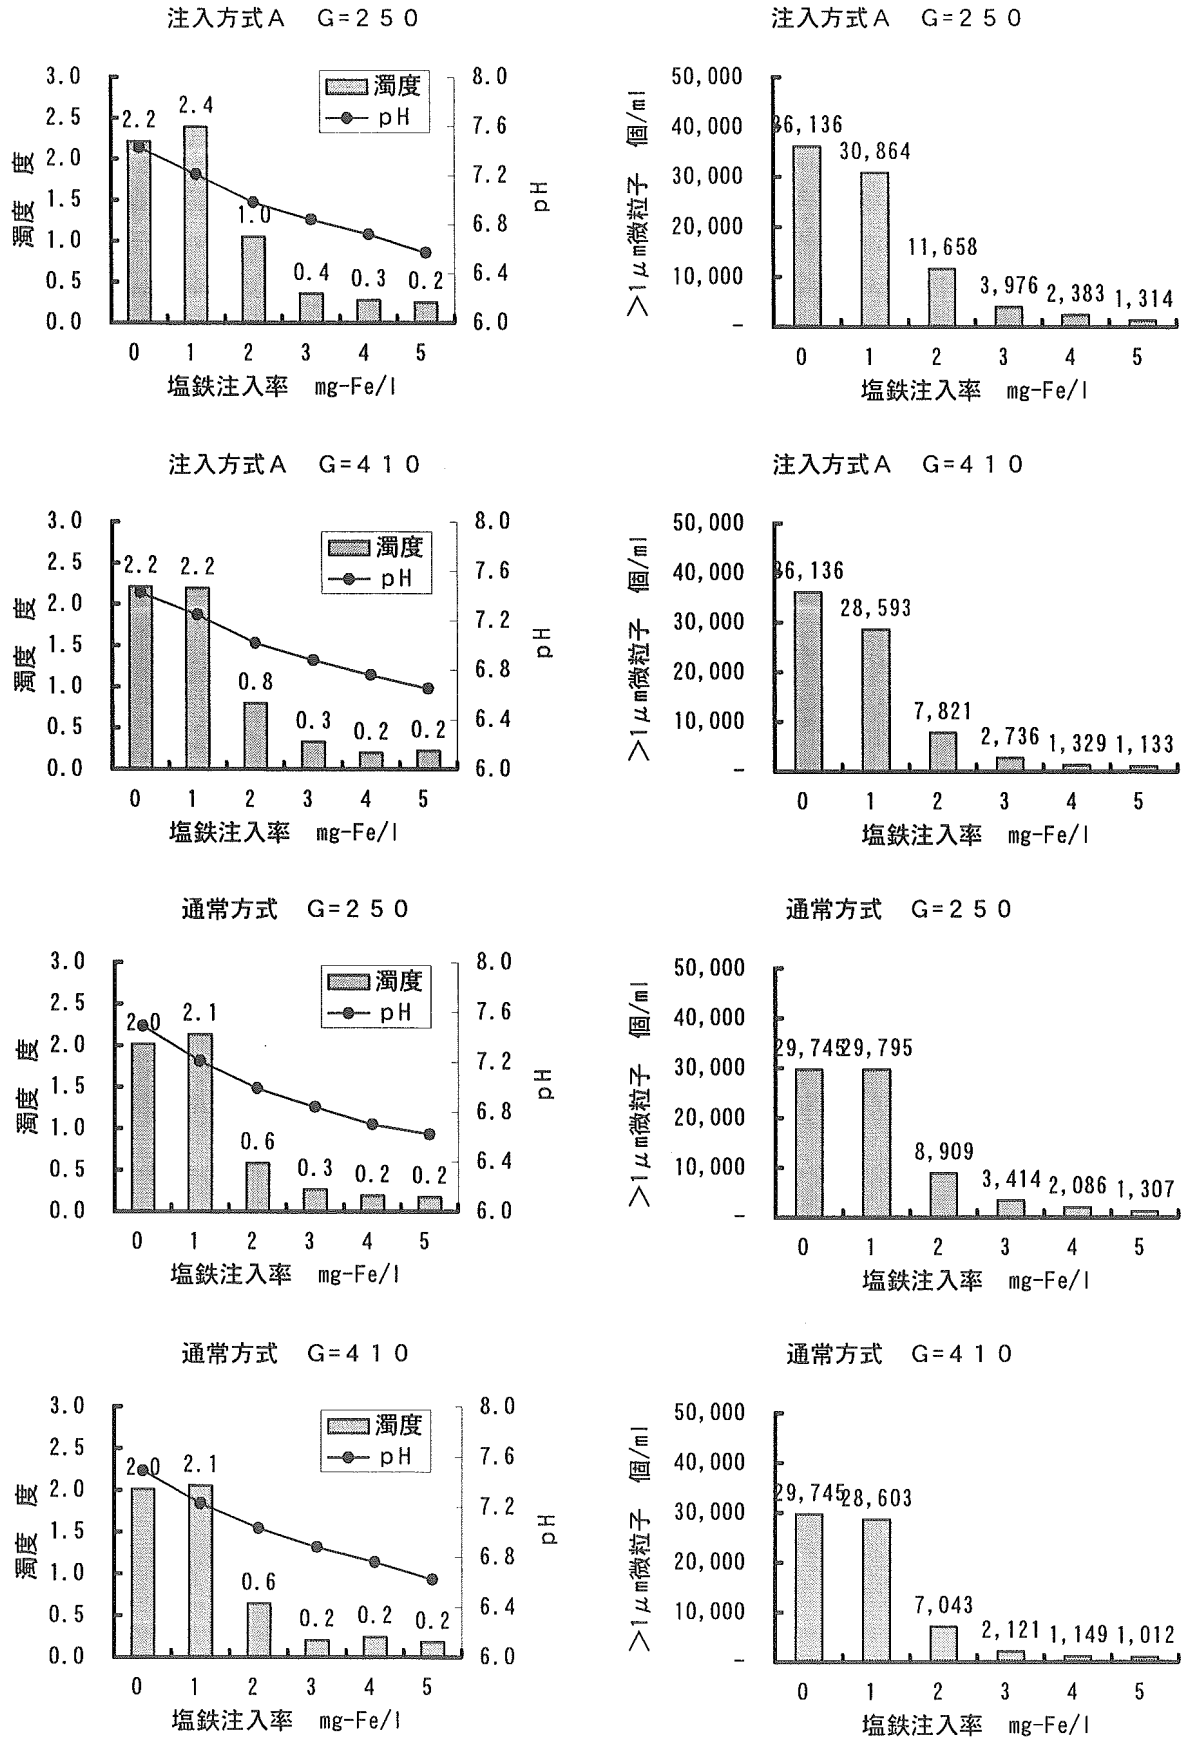 注入方式A　G=２５０
3.0
2.5
2.0
1.5
1.0
0.5
0.0
濁度　度
2.2
2.4
1.0
0.4
0.3
0.2
濁度
pH
8.0
7.6
7.2
6.8
6.4
6.0
pH
0 1 2 3 4 5
塩鉄注入率　mg-Fe/l
注入方式A　G=２５０
50,000
40,000
30,000
20,000
10,000
-
>1μm微粒子　個/ml
36,136
30,864
11,658
3,976
2,383
1,314
0 1 2 3 4 5
塩鉄注入率　mg-Fe/l
注入方式A　G=４１０
3.0
2.5
2.0
1.5
1.0
0.5
0.0
濁度　度
2.2
2.2
0.8
0.3
0.2
0.2
濁度
pH
8.0
7.6
7.2
6.8
6.4
6.0
pH
0 1 2 3 4 5
塩鉄注入率　mg-Fe/l
注入方式A　G=４１０
50,000
40,000
30,000
20,000
10,000
-
>1μm微粒子　個/ml
36,136
28,593
7,821
2,736
1,329
1,133
0 1 2 3 4 5
塩鉄注入率　mg-Fe/l
通常方式　G=２５０
3.0
2.5
2.0
1.5
1.0
0.5
0.0
濁度　度
2.0
2.1
0.6
0.3
0.2
0.2
濁度
pH
8.0
7.6
7.2
6.8
6.4
6.0
pH
0 1 2 3 4 5
塩鉄注入率　mg-Fe/l
通常方式　G=２５０
50,000
40,000
30,000
20,000
10,000
-
>1μm微粒子　個/ml
29,745
29,795
8,909
3,414
2,086
1,307
0 1 2 3 4 5
塩鉄注入率　mg-Fe/l
通常方式　G=４１０
3.0
2.5
2.0
1.5
1.0
0.5
0.0
濁度　度
2.0
2.1
0.6
0.2
0.2
0.2
濁度
pH
8.0
7.6
7.2
6.8
6.4
6.0
pH
0 1 2 3 4 5
塩鉄注入率　mg-Fe/l
通常方式　G=４１０
50,000
40,000
30,000
20,000
10,000
-
>1μm微粒子　個/ml
29,745
28,603
7,043
2,121
1,149
1,012
0 1 2 3 4 5
塩鉄注入率　mg-Fe/l